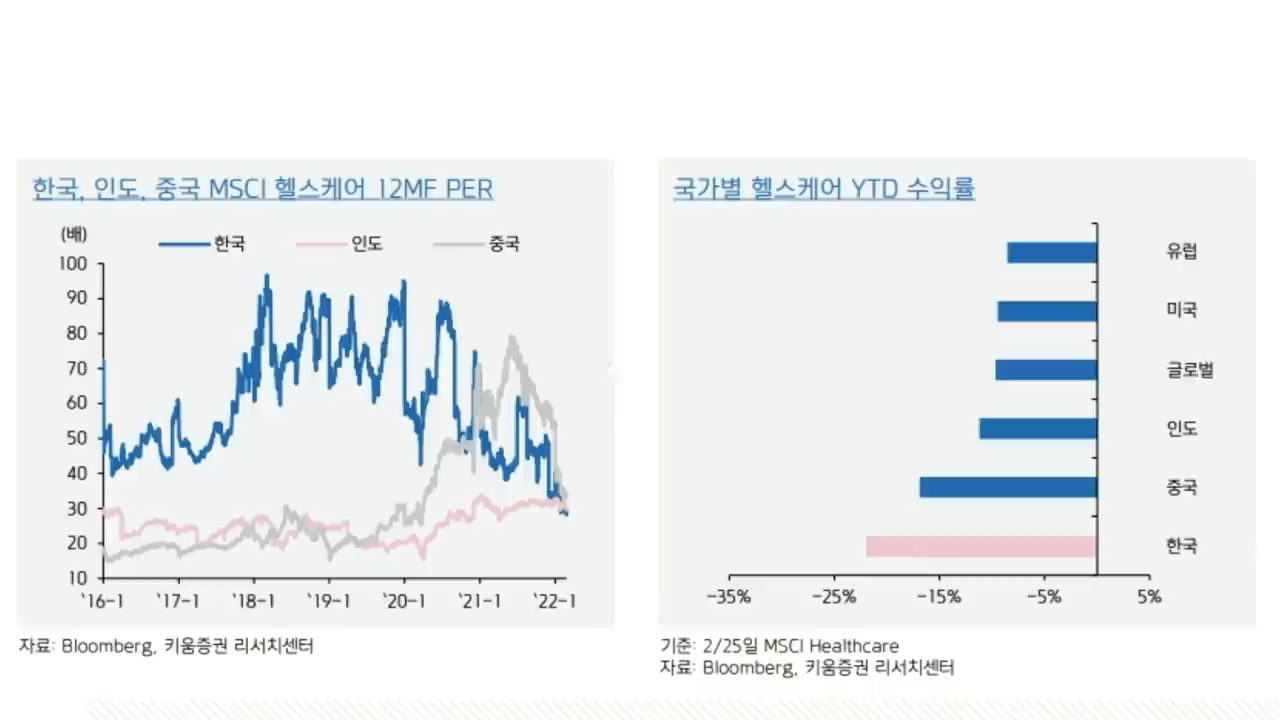 한국, 인도, 중국 MSCI 헬스케어 12MF PER
(배)
한국 인도 중국
100
90
80
70
60
50
40
30
20
10
'16-1 '17-1 '18-1 '19-1 '20-1 '21-1 '22-1
자료: Bloomberg, 키움증권 리서치센터
국가별 헬스케어 YTD 수익률
유럽
미국
글로벌
인도
중국
한국
-35% -25% -15% -5% 5%
기준: 2/25일 MSCI Healthcare
자료: Bloomberg, 키움증권 리서치센터